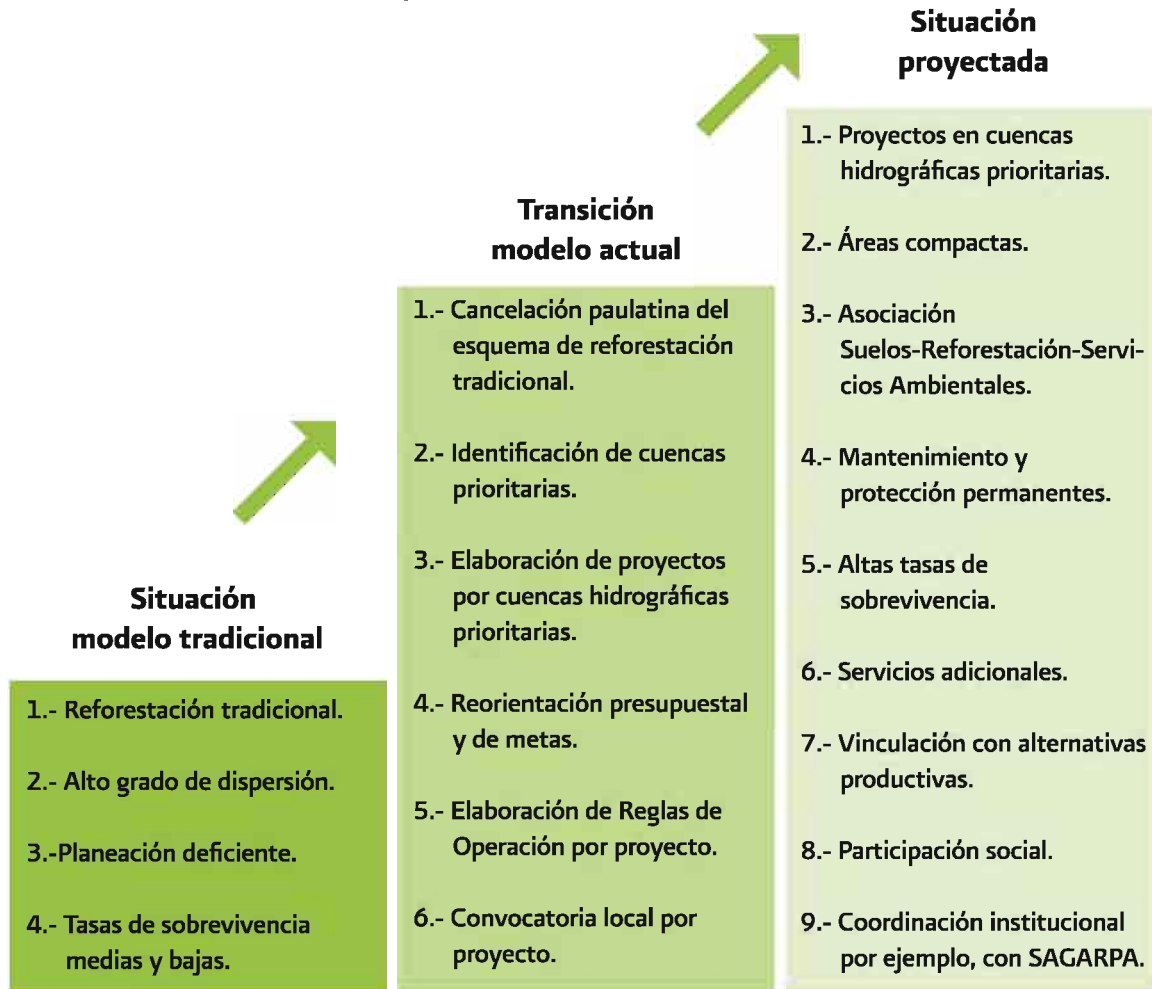 Situación
modelo tradicional
1.- Reforestación tradicional.
2.- Alto grado de dispersión.
3.-Planeación deficiente.
4.- Tasas de sobrevivencia
medias y bajas.
Transición
modelo actual
1.- Cancelación paulatina del
esquema de reforestación
tradicional.
2.- Identificación de cuencas
prioritarias.
3.- Elaboración de proyectos
por cuencas hidrográficas
prioritarias.
4.- Reorientación presupuestal
y de metas.
5.- Elaboración de Reglas de
Operación por proyecto.
6.- Convocatoria local por
proyecto.
Situación
proyectada
1.- Proyectos en cuencas
hidrográficas prioritarias.
2.- Áreas compactas.
3.- Asociación
Suelos-Reforestación-Servi-
cios Ambientales.
4.- Mantenimiento y
protección permanentes.
5.- Altas tasas de
sobrevivencia.
6.- Servicios adicionales.
7.- Vinculación con alternativas
productivas.
8.- Participación social.
9.- Coordinación institucional
por ejemplo, con SAGARPA.